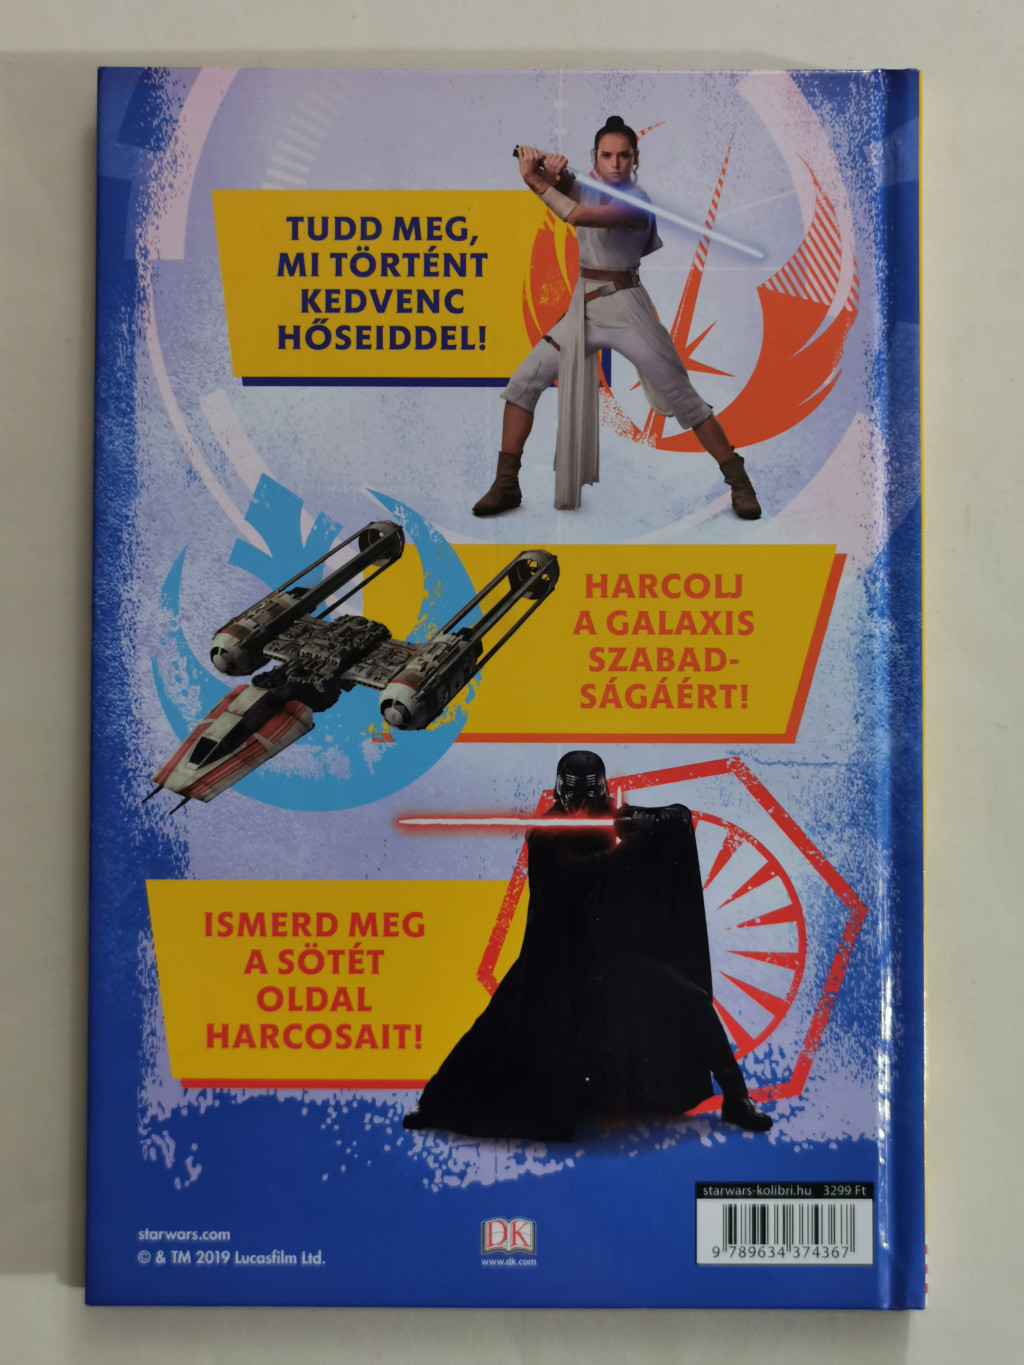 TUDD MEG,
MI TÖRTÉNT
KEDVENC
HŐSEIDDEL!
HARCOLJ
A GALAXIS
SZABAD-
SÁGÁÉRT!
ISMERD MEG
A SÖTÉT
OLDAL
HARCOSAIT!
starwars.com
© & TM 2019 Lucasfilm Ltd.
DK
www.dk.com
starwars-kolibri.hu 3299 Ft
9 789634 374367